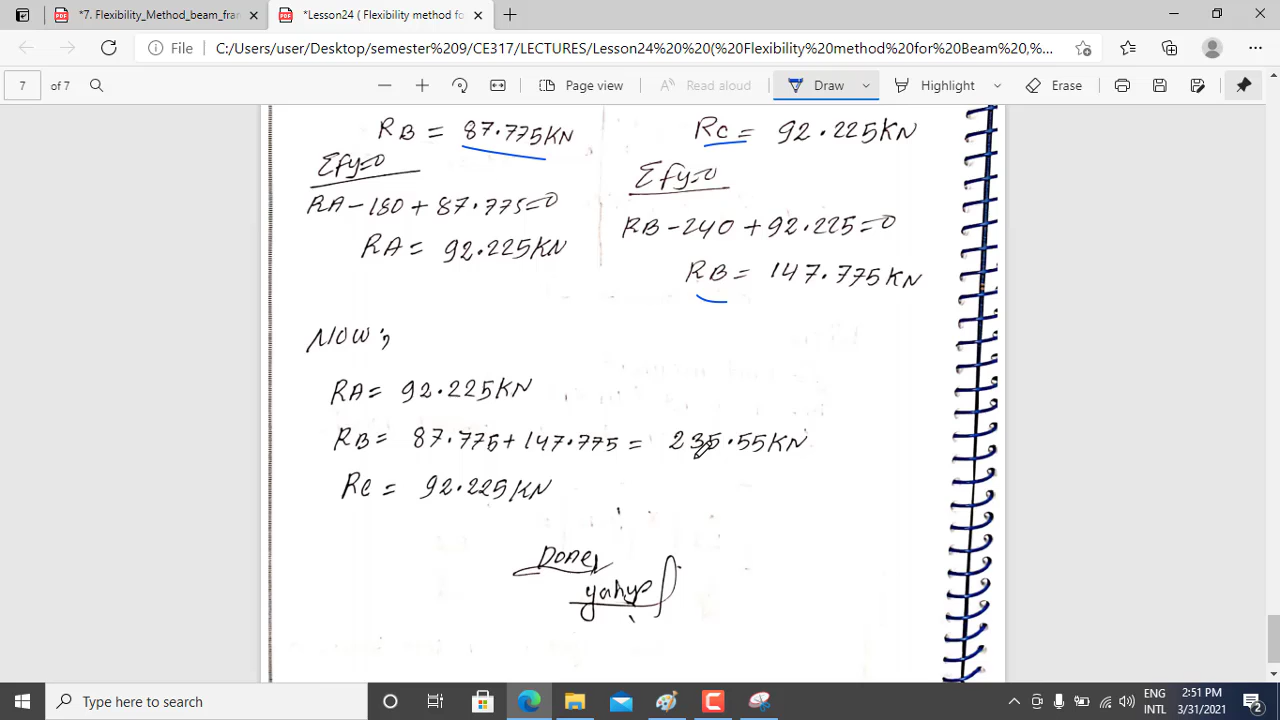 *7. Flexibility_Method_beam_frar
*Lesson24 ( Flexibility method fo
File
C:/Users/user/Desktop/semester%209/CE317/LECTURES/Lesson24%20%20(%20Flexibility%20method%20for%20Beam%20,%...
7 of 7
Page view
Read aloud
Draw
Highlight
Erase
RB = 87.775KN
Σfy=0
RA-180+87.775=0
RA= 92.225KN
Rc= 92.225KN
Σfy=0
RB-240+92.225=0
RB= 147.775KN
Now;
RA= 92.225KN
RB= 87.775+147.775= 235.55KN
Rc= 92.225KN
Done,
Type here to search
ENG
INTL
2:51 PM
3/31/2021
2